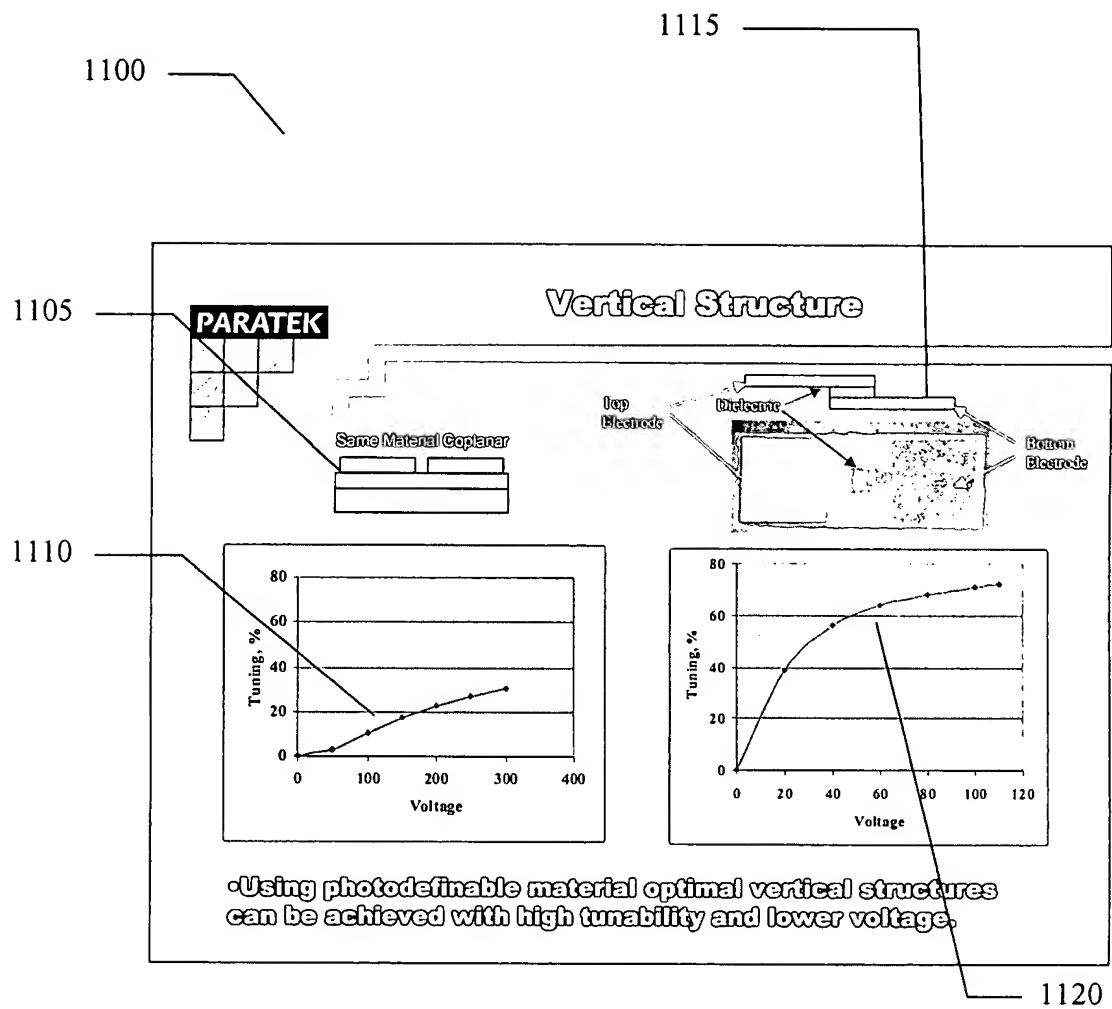 1115
1100
1105
PARATEK
Vertical Structure
Top
Electrode
Dielectric
Bottom
Electrode
Same Material Coplanar
1110
80
60
40
20
0
Tuning, %
0 100 200 300 400
Voltage
80
60
40
20
0
Tuning, %
0 20 40 60 80 100 120
Voltage
•Using photodefinable material optimal vertical structures
can be achieved with high tunability and lower voltage.
1120